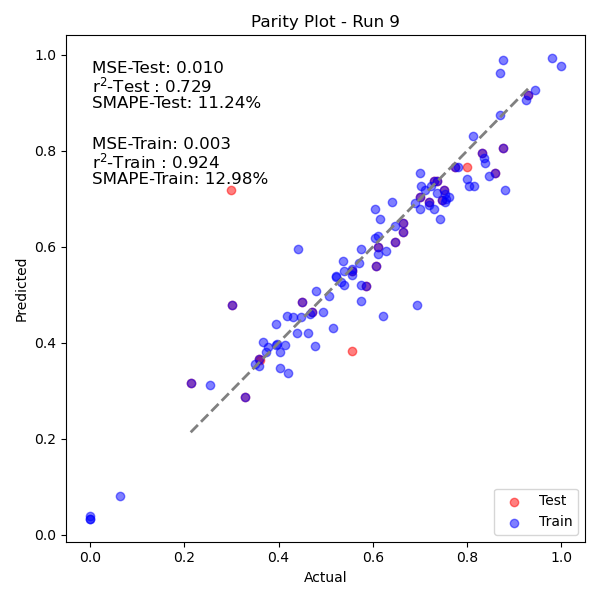 Parity Plot - Run 9
MSE-Test: 0.010
r²-Test : 0.729
SMAPE-Test: 11.24%
MSE-Train: 0.003
r²-Train : 0.924
SMAPE-Train: 12.98%
1.0
0.8
0.6
0.4
0.2
0.0
Predicted
Test
Train
0.0 0.2 0.4 0.6 0.8 1.0
Actual